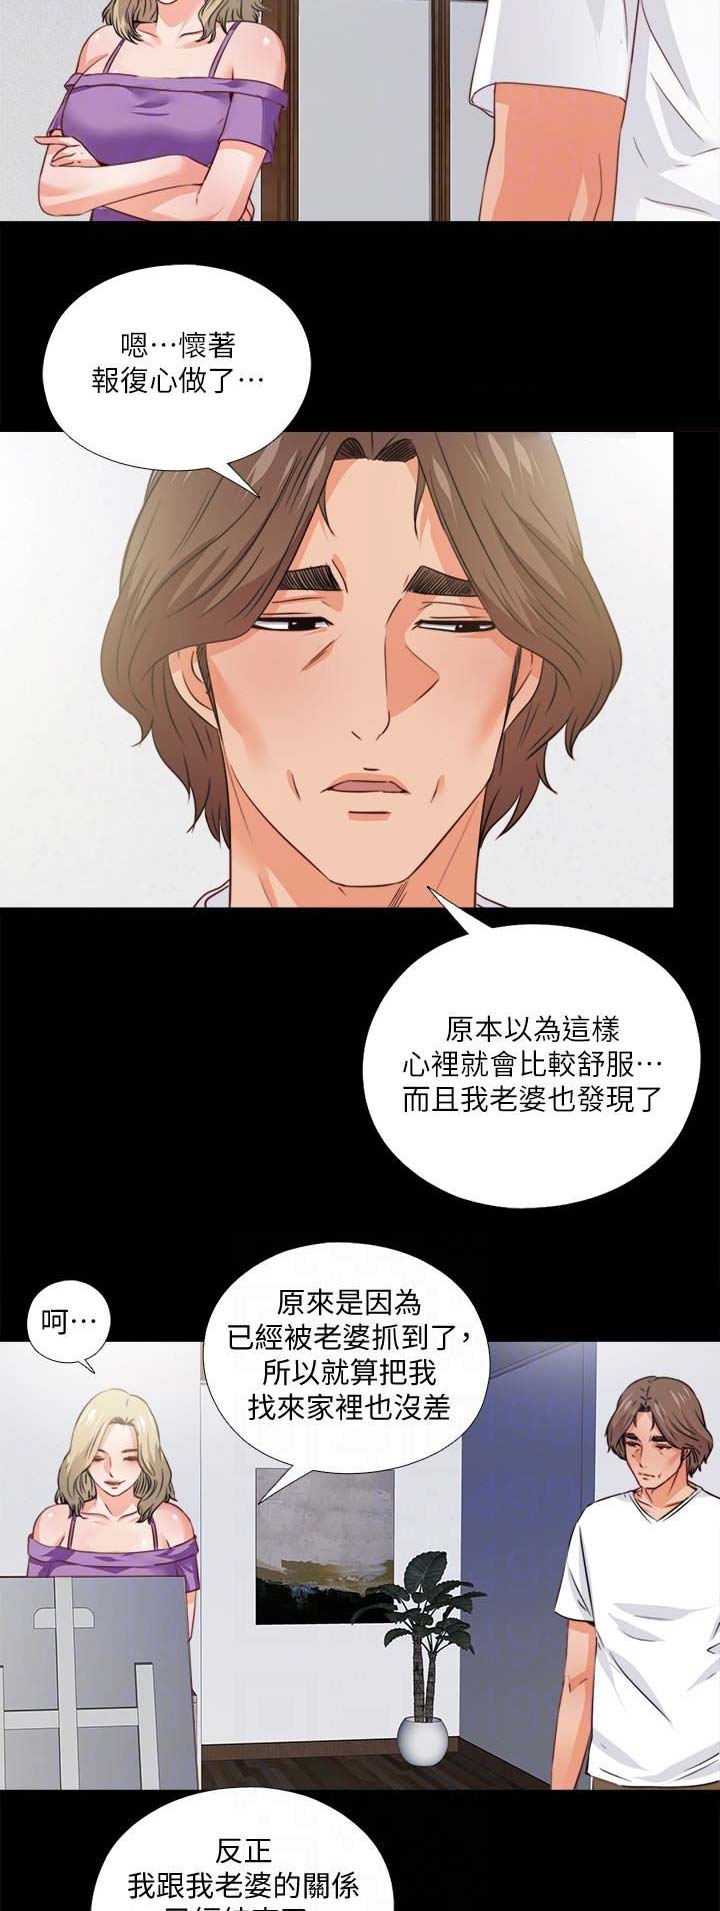 嗯⋯懷著
報復心做了⋯
原本以為這樣
心裡就會比較舒服⋯
而且我老婆也發現了
呵⋯
原來是因為
已經被老婆抓到了，
所以就算把我
找來家裡也沒差
反正
我跟我老婆的關係